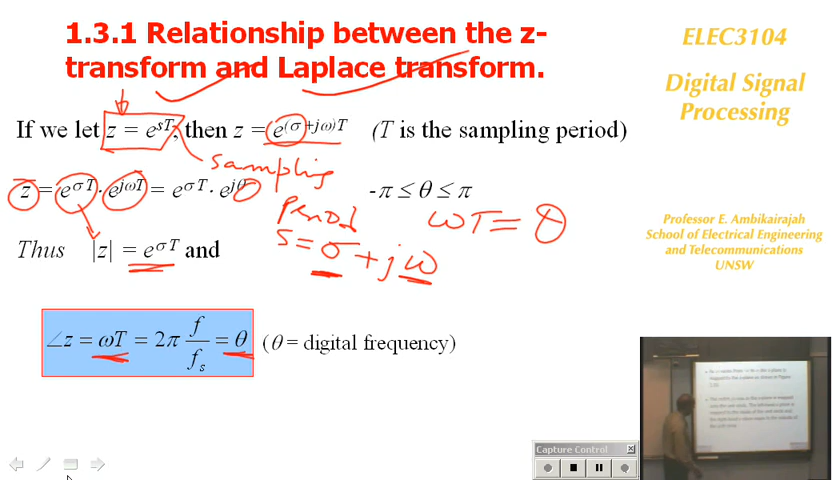 1.3.1 Relationship between the z-
transform and Laplace transform.
ELEC3104
Digital Signal
Processing
If we let z = e^{sT}, then z = e^{(σ+jω)T} (T is the sampling period)
sampling
period
z = e^{σT}. e^{jωT} = e^{σT}. e^{jθ} -π ≤ θ ≤ π
ωT = θ
s = σ + jω
Thus |z| = e^{σT} and
Professor E. Ambikairajah
School of Electrical Engineering
and Telecommunications
UNSW
∠z = ωT = 2π f/f_s = θ (θ = digital frequency)
Capture Control